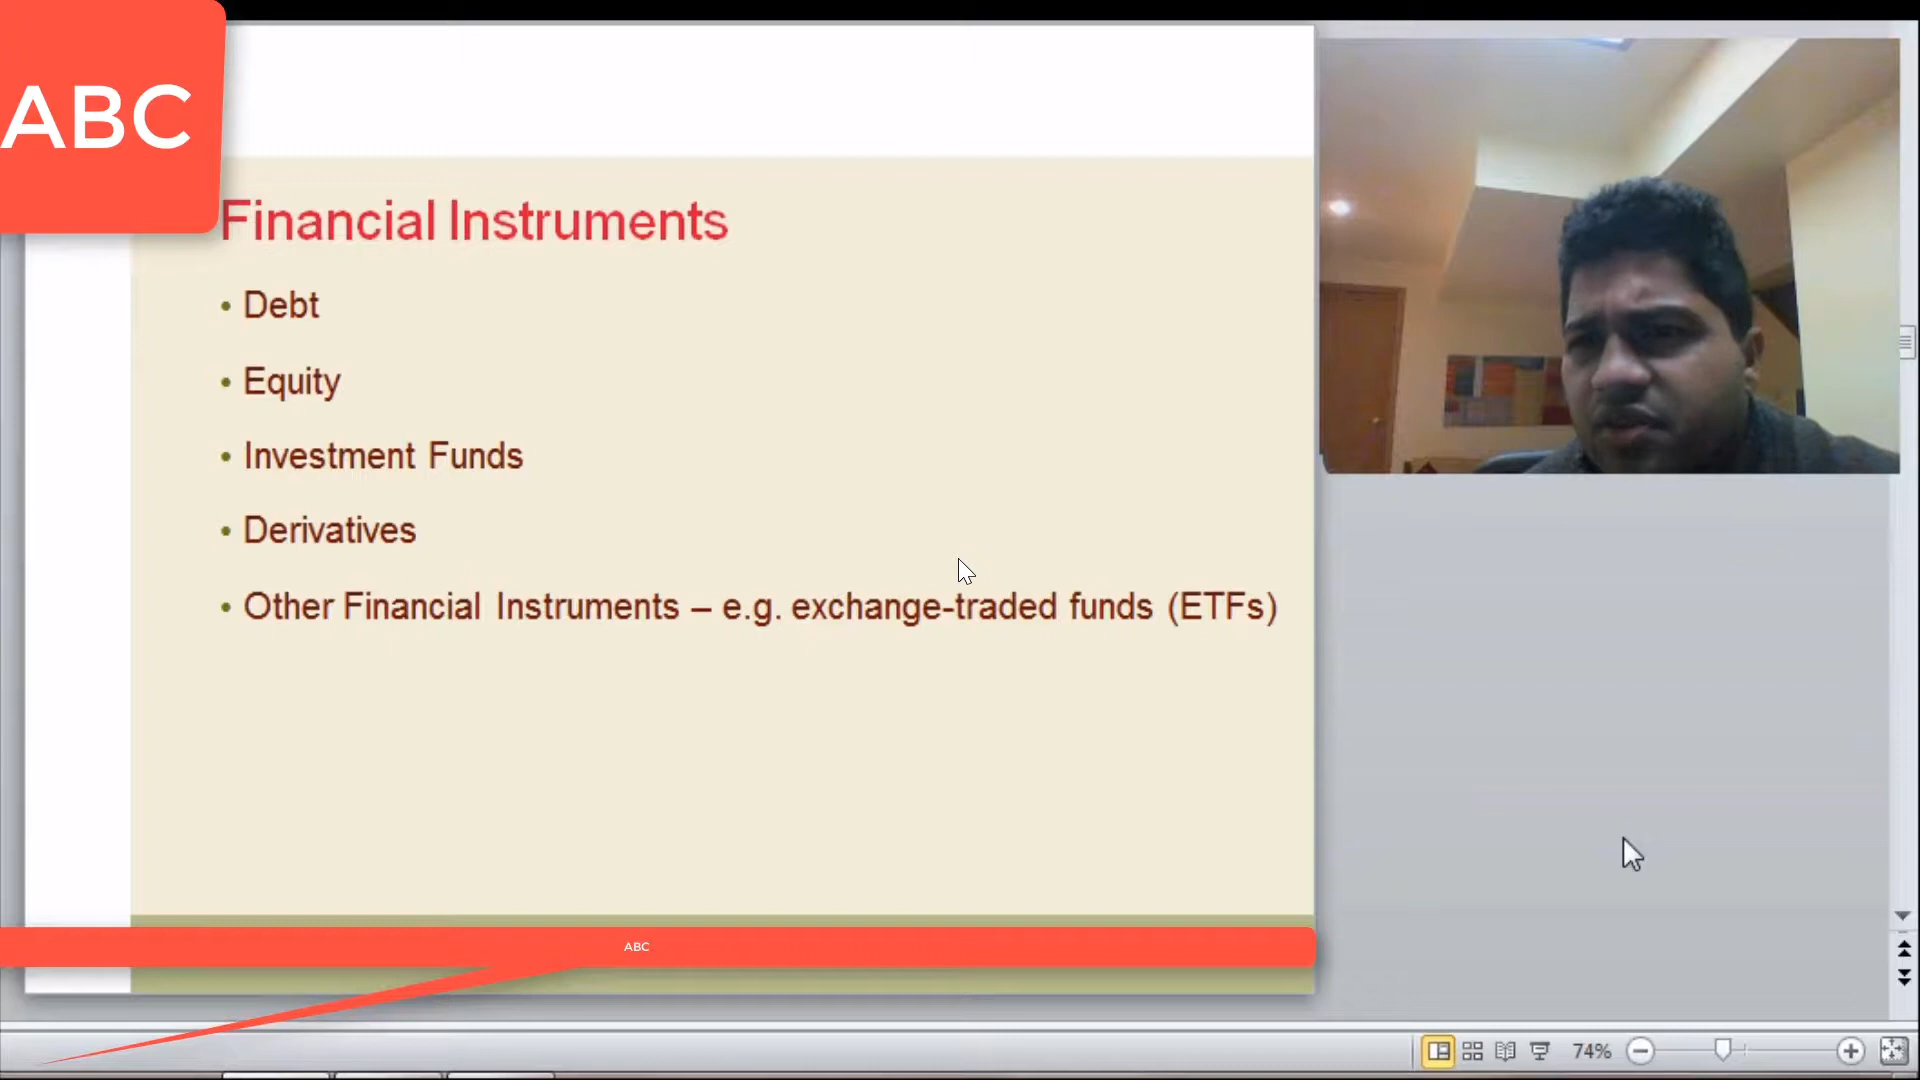 ABC
Financial Instruments
• Debt
• Equity
• Investment Funds
• Derivatives
• Other Financial Instruments – e.g. exchange-traded funds (ETFs)
ABC
74%